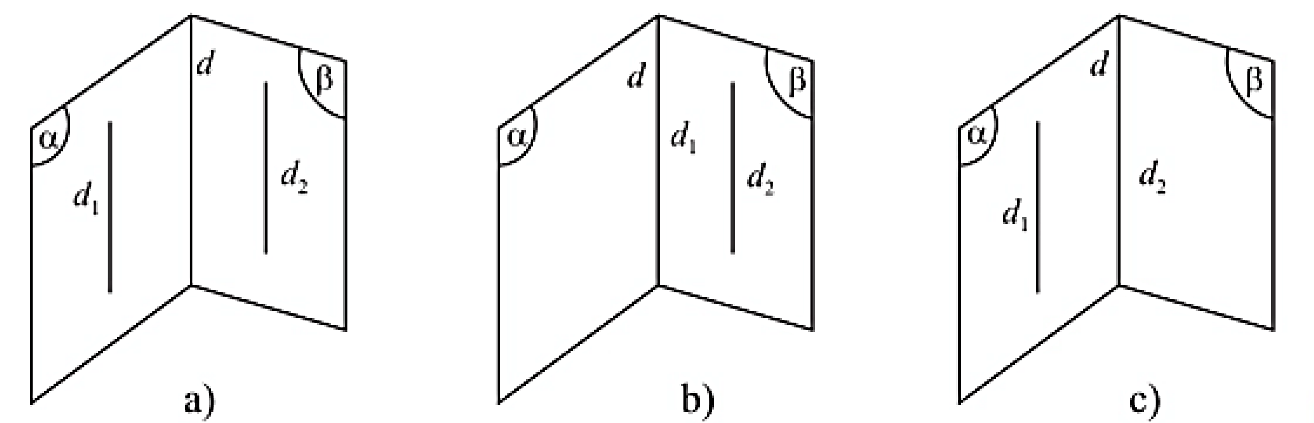 α d₁ d d₂ β
a)
α d d₁ d₂ β
b)
α d₁ d d₂ β
c)